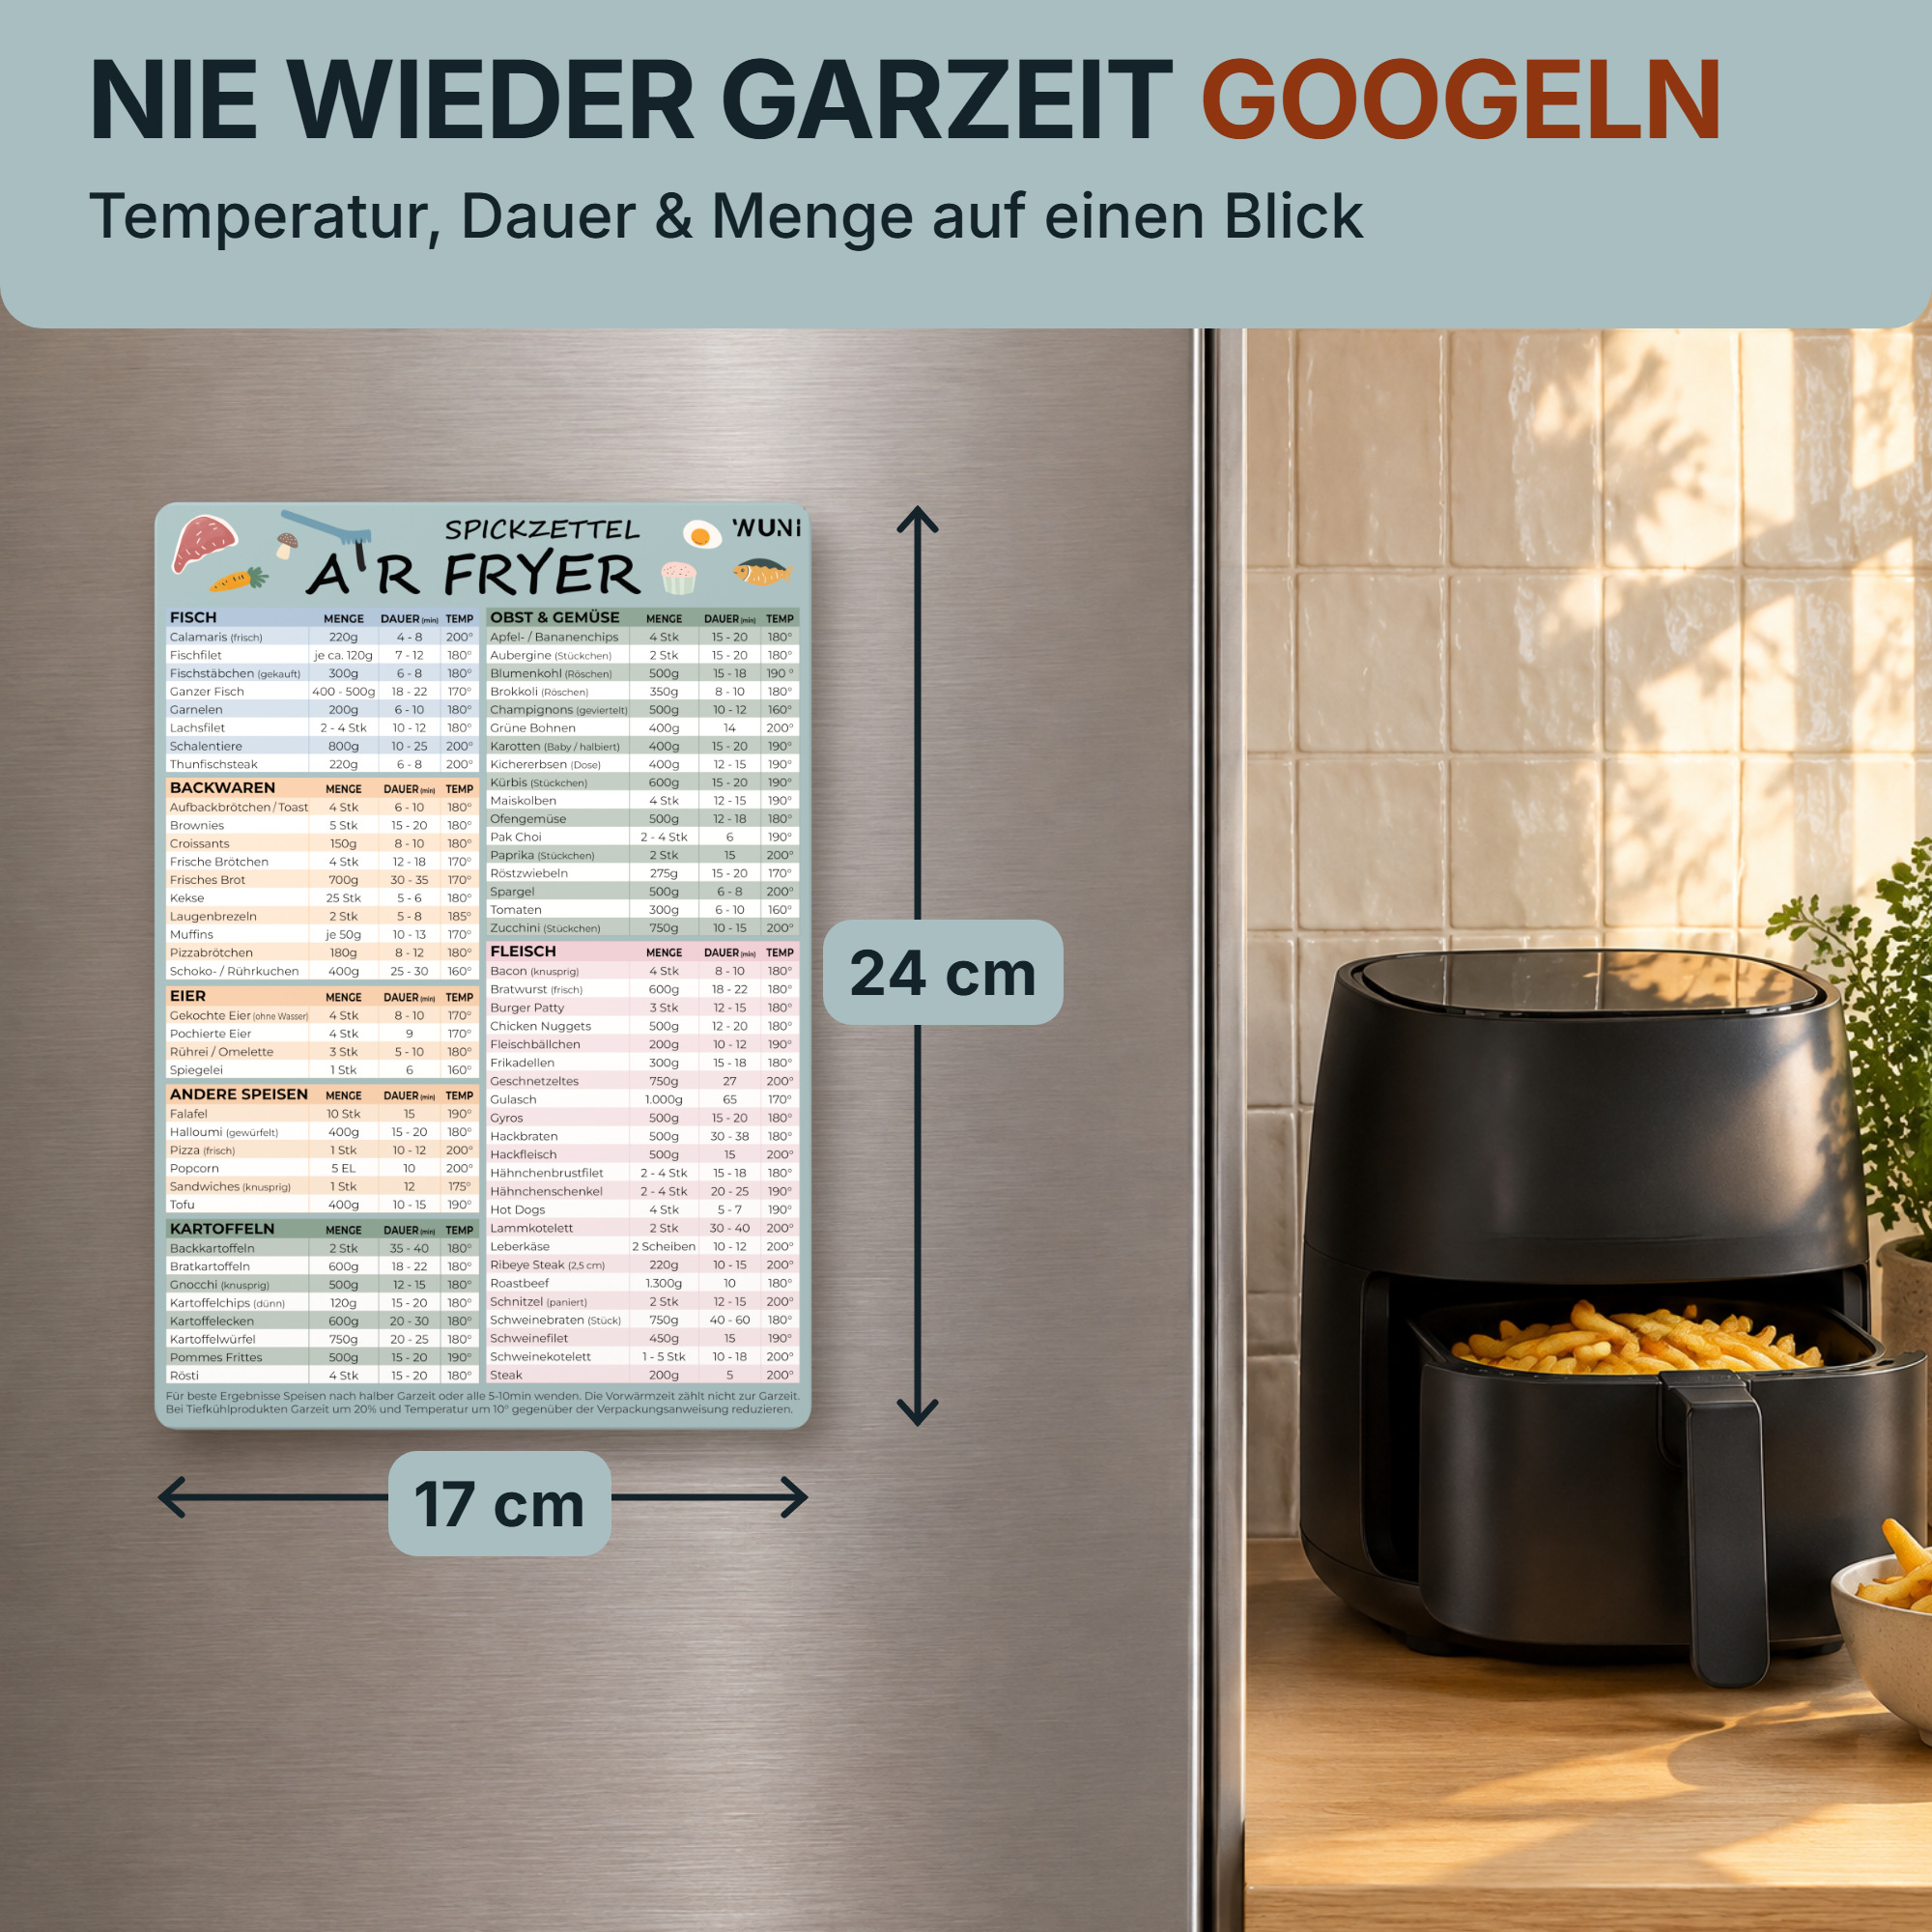 NIE WIEDER GARZEIT GOOGELN
Temperatur, Dauer & Menge auf einen Blick
SPICKZETTEL
AIR FRYER
WUNI
FISCH MENGE DAUER (min) TEMP
Calamaris (frisch) 220g 4 - 8 200°
Fischfilet je ca. 120g 7 - 12 180°
Fischstäbchen (gekauft) 300g 6 - 8 180°
Ganzer Fisch 400 - 500g 18 - 22 170°
Garnelen 200g 6 - 10 180°
Lachsfilet 2 - 4 Stk 10 - 12 180°
Schalentiere 800g 10 - 25 200°
Thunfischsteak 220g 6 - 8 200°
BACKWAREN MENGE DAUER (min) TEMP
Aufbackbrötchen / Toast 4 Stk 6 - 10 180°
Brownies 5 Stk 15 - 20 180°
Croissants 150g 8 - 10 180°
Frische Brötchen 4 Stk 12 - 18 170°
Frisches Brot 700g 30 - 35 170°
Kekse 25 Stk 5 - 6 180°
Laugenbrezeln 2 Stk 5 - 8 185°
Muffins je 50g 10 - 13 170°
Pizzabrötchen 180g 8 - 12 180°
Schoko- / Rührkuchen 400g 25 - 30 160°
EIER MENGE DAUER (min) TEMP
Gekochte Eier (ohne Wasser) 4 Stk 8 - 10 170°
Pochierte Eier 4 Stk 9 170°
Rührei / Omelette 3 Stk 5 - 10 180°
Spiegelei 1 Stk 6 160°
ANDERE SPEISEN MENGE DAUER (min) TEMP
Falafel 10 Stk 15 190°
Halloumi (gewürfelt) 400g 15 - 20 180°
Pizza (frisch) 1 Stk 10 - 12 200°
Popcorn 5 EL 10 200°
Sandwiches (knusprig) 1 Stk 12 175°
Tofu 400g 10 - 15 190°
KARTOFFELN MENGE DAUER (min) TEMP
Backkartoffeln 2 Stk 35 - 40 180°
Bratkartoffeln 600g 18 - 22 180°
Gnocchi (knusprig) 500g 12 - 15 180°
Kartoffelchips (dünn) 120g 15 - 20 180°
Kartoffelecken 600g 20 - 30 180°
Kartoffelwürfel 750g 20 - 25 180°
Pommes Frittes 500g 15 - 20 190°
Rösti 4 Stk 15 - 20 180°
OBST & GEMÜSE MENGE DAUER (min) TEMP
Apfel- / Bananenchips 4 Stk 15 - 20 180°
Aubergine (Stückchen) 2 Stk 15 - 20 180°
Blumenkohl (Röschen) 500g 15 - 18 190 °
Brokkoli (Röschen) 350g 8 - 10 180°
Champignons (geviertelt) 500g 10 - 12 160°
Grüne Bohnen 400g 14 200°
Karotten (Baby / halbiert) 400g 15 - 20 190°
Kichererbsen (Dose) 400g 12 - 15 190°
Kürbis (Stückchen) 600g 15 - 20 190°
Maiskolben 4 Stk 12 - 15 190°
Ofengemüse 500g 12 - 18 180°
Pak Choi 2 - 4 Stk 6 190°
Paprika (Stückchen) 2 Stk 15 200°
Röstzwiebeln 275g 15 - 20 170°
Spargel 500g 6 - 8 200°
Tomaten 300g 6 - 10 160°
Zucchini (Stückchen) 750g 10 - 15 200°
FLEISCH MENGE DAUER (min) TEMP
Bacon (knusprig) 4 Stk 8 - 10 180°
Bratwurst (frisch) 600g 18 - 22 180°
Burger Patty 3 Stk 12 - 15 180°
Chicken Nuggets 500g 12 - 20 180°
Fleischbällchen 200g 10 - 12 190°
Frikadellen 300g 15 - 18 180°
Geschnetzeltes 750g 27 200°
Gulasch 1.000g 65 170°
Gyros 500g 15 - 20 180°
Hackbraten 500g 30 - 38 180°
Hackfleisch 500g 15 200°
Hähnchenbrustfilet 2 - 4 Stk 15 - 18 180°
Hähnchenschenkel 2 - 4 Stk 20 - 25 190°
Hot Dogs 4 Stk 5 - 7 190°
Lammkotelett 2 Stk 30 - 40 200°
Leberkäse 2 Scheiben 10 - 12 200°
Ribeye Steak (2,5 cm) 220g 10 - 15 200°
Roastbeef 1.300g 10 180°
Schnitzel (paniert) 2 Stk 12 - 15 200°
Schweinebraten (Stück) 750g 40 - 60 180°
Schweinefilet 450g 15 190°
Schweinekotelett 1 - 5 Stk 10 - 18 200°
Steak 200g 5 200°
Für beste Ergebnisse Speisen nach halber Garzeit oder alle 5-10min wenden. Die Vorwärmzeit zählt nicht zur Garzeit.
Bei Tiefkühlprodukten Garzeit um 20% und Temperatur um 10° gegenüber der Verpackungsanweisung reduzieren.
24 cm
17 cm